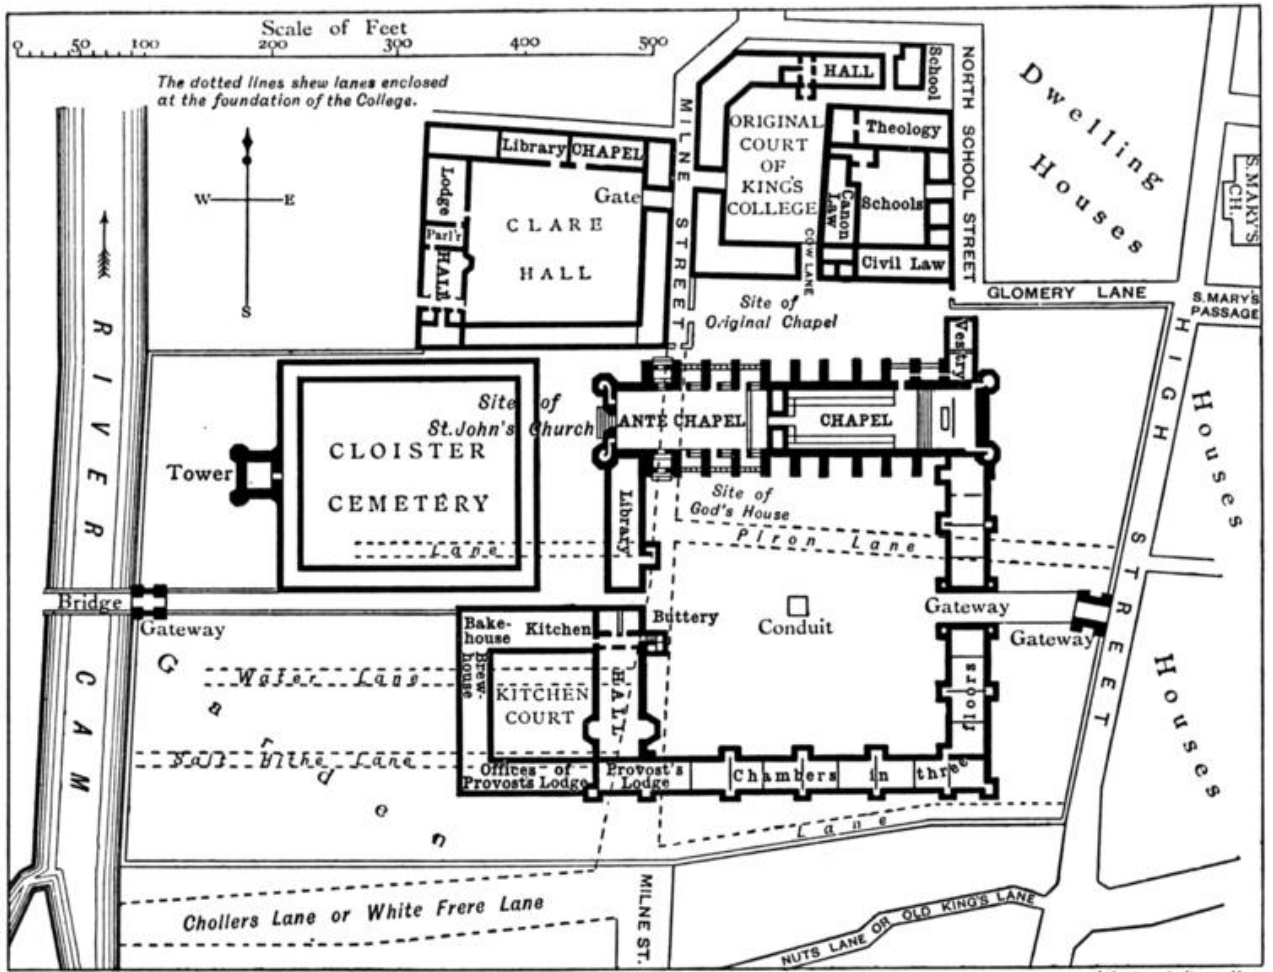 Scale of Feet
0 50 100 200 300 400 500
The dotted lines shew lanes enclosed
at the foundation of the College.
W E
S
RIVER CAM
Library
CHAPEL
Lodge
Parl'r
HALL
Gate
CLARE
HALL
MILNE STREET
HALL
School
ORIGINAL
COURT
OF
KING'S
COLLEGE
Theology
Canon
Law
Schools
Civil Law
COW LANE
NORTH SCHOOL STREET
Dwelling
Houses
S. MARY'S
CH.
GLOMERY LANE
S. MARY'S
PASSAGE
HIGH STREET
Site of
Original Chapel
Vestry
Site of
St. John's Church
ANTE CHAPEL
CHAPEL
Houses
Tower
CLOISTER
CEMETERY
Library
Site of
God's House
Lane
Piron Lane
Bridge
Gateway
Buttery
Conduit
Gateway
Gateway
Bake-
house
Kitchen
Brew-
house
KITCHEN
COURT
HALL
Garden
Water Lane
Salt Hithe Lane
Offices of
Provosts Lodge
Provost's
Lodge
Chambers in three
Floors
Houses
Lane
Chollers Lane or White Frere Lane
MILNE ST.
NUTS LANE OR OLD KING'S LANE